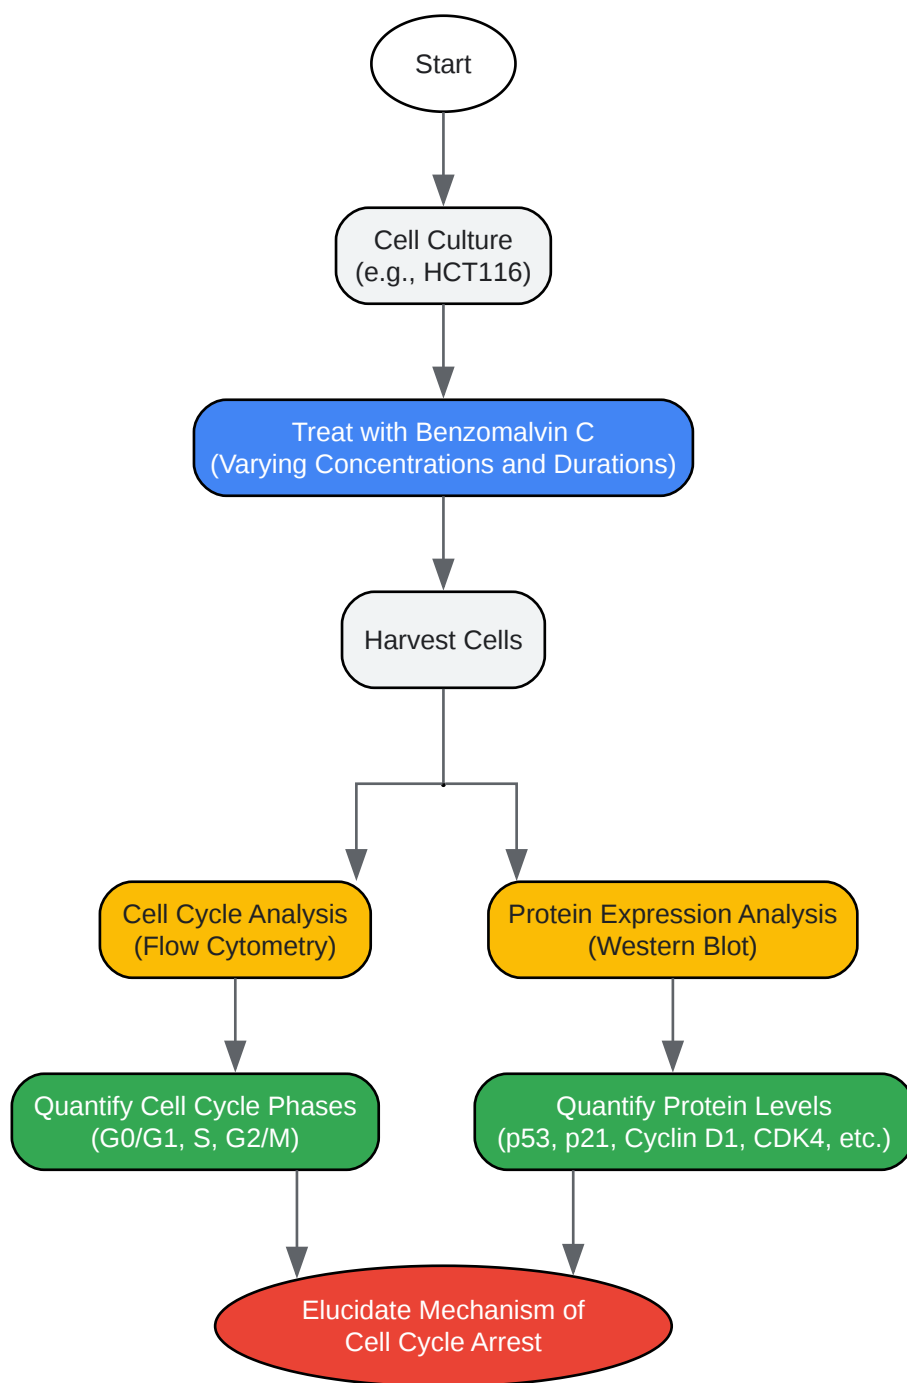 Start
Cell Culture
(e.g., HCT116)
Treat with Benzomalvin C
(Varying Concentrations and Durations)
Harvest Cells
Cell Cycle Analysis
(Flow Cytometry)
Protein Expression Analysis
(Western Blot)
Quantify Cell Cycle Phases
(G0/G1, S, G2/M)
Quantify Protein Levels
(p53, p21, Cyclin D1, CDK4, etc.)
Elucidate Mechanism of
Cell Cycle Arrest